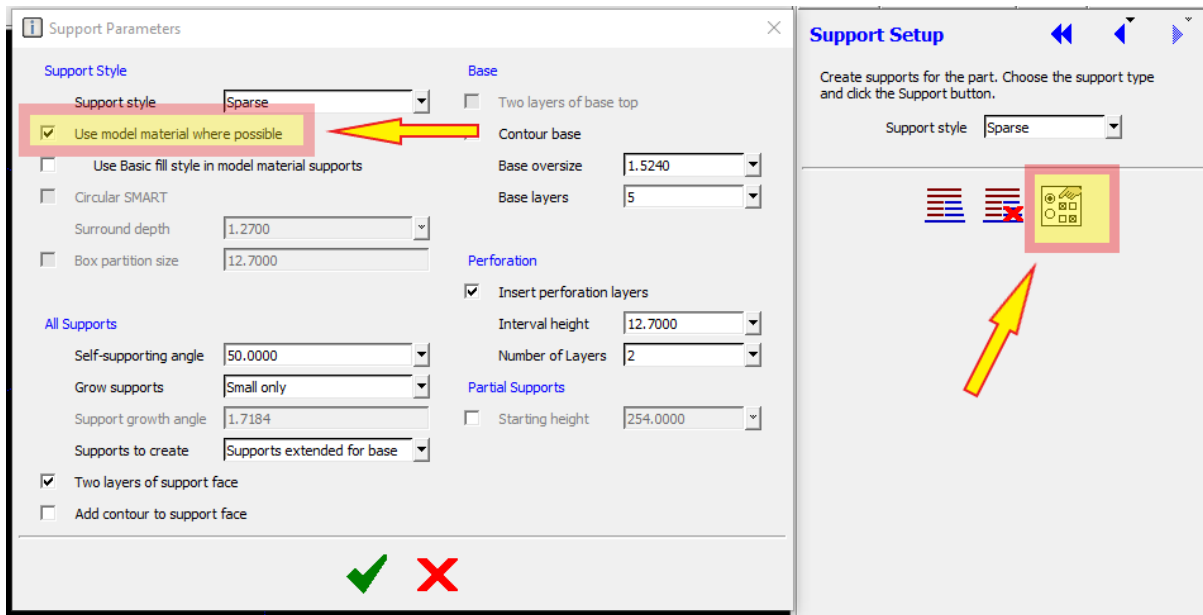 Support Parameters
Support Style
Support style Sparse
Use model material where possible
Use Basic fill style in model material supports
Circular SMART
Surround depth 1.2700
Box partition size 12.7000
All Supports
Self-supporting angle 50.0000
Grow supports Small only
Support growth angle 1.7184
Supports to create Supports extended for base
Two layers of support face
Add contour to support face
Base
Two layers of base top
Contour base
Base oversize 1.5240
Base layers 5
Perforation
Insert perforation layers
Interval height 12.7000
Number of Layers 2
Partial Supports
Starting height 254.0000
Support Setup
Create supports for the part. Choose the support type
and click the Support button.
Support style Sparse